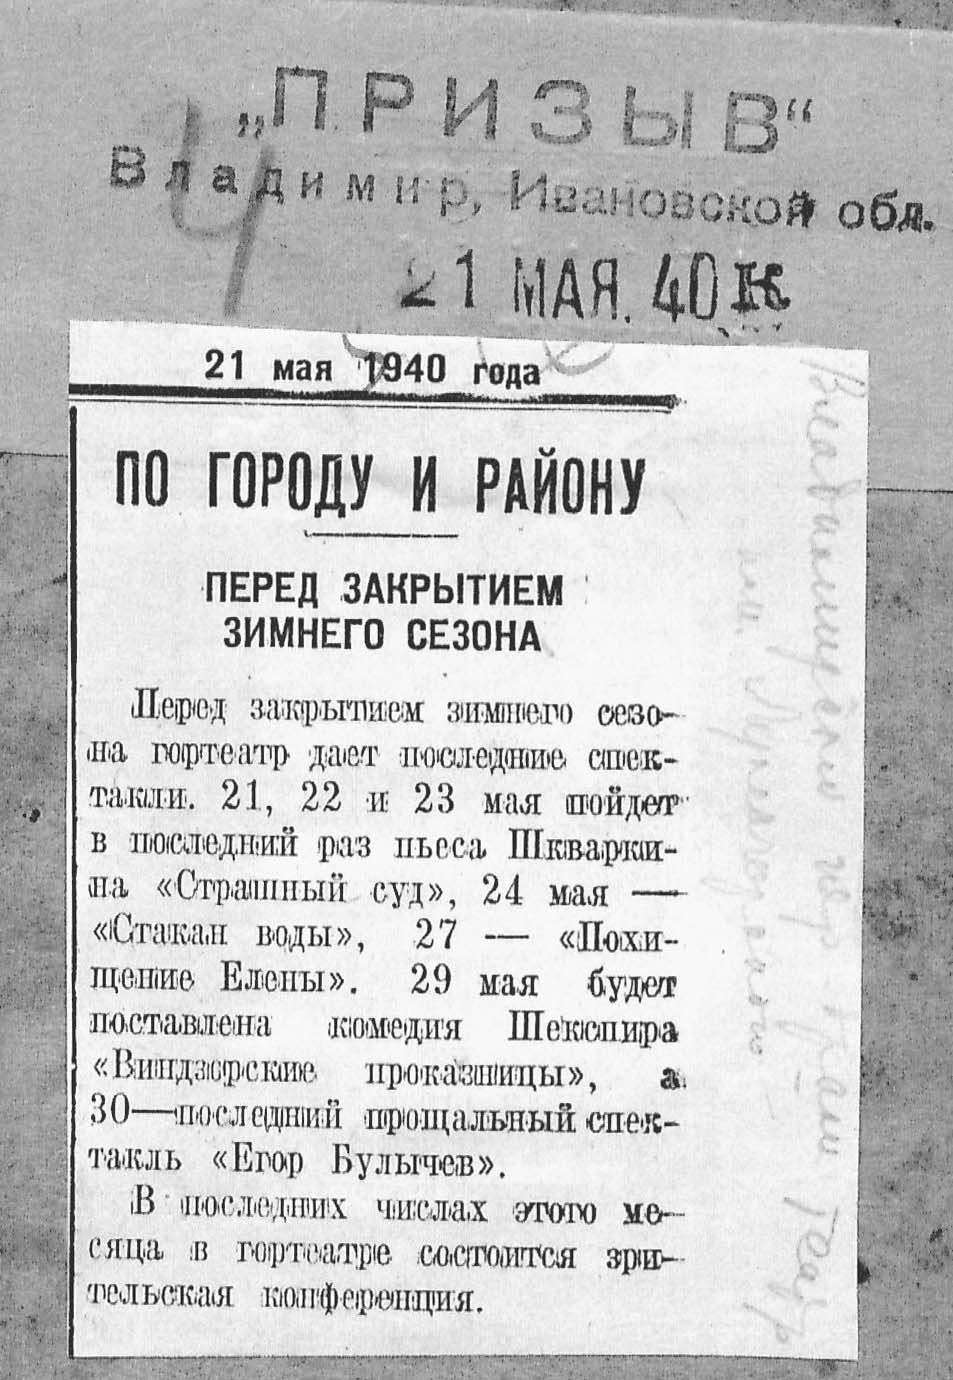 „ПРИЗЫВ“
Владимир, Ивановской обл.
21 МАЯ. 40
21 мая 1940 года
ПО ГОРОДУ И РАЙОНУ
ПЕРЕД ЗАКРЫТИЕМ
ЗИМНЕГО СЕЗОНА
Перед закрытием зимнего сезо-
на гортеатр дает последние спек-
такли. 21, 22 и 23 мая пойдет
в последний раз пьеса Шкварки-
на «Страшный суд», 24 мая —
«Стакан воды», 27 — «Похи-
щение Елены». 29 мая будет
поставлена комедия Шекспира
«Виндзорские проказницы», а
30—последний прощальный спек-
такль «Егор Булычев».
В последних числах этого ме-
сяца в гортеатре состоится зри-
тельская конференция.
им. Луначарского